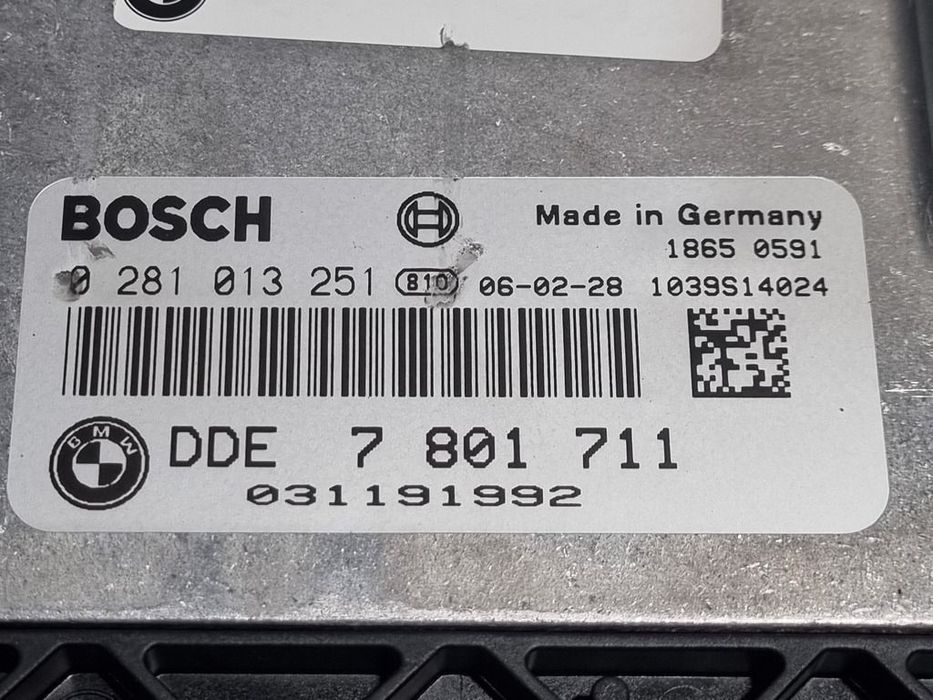 BOSCH
Made in Germany
1865 0591
0 281 013 251 810 06-02-28 1039S14024
BMW DDE 7 801 711
031191992